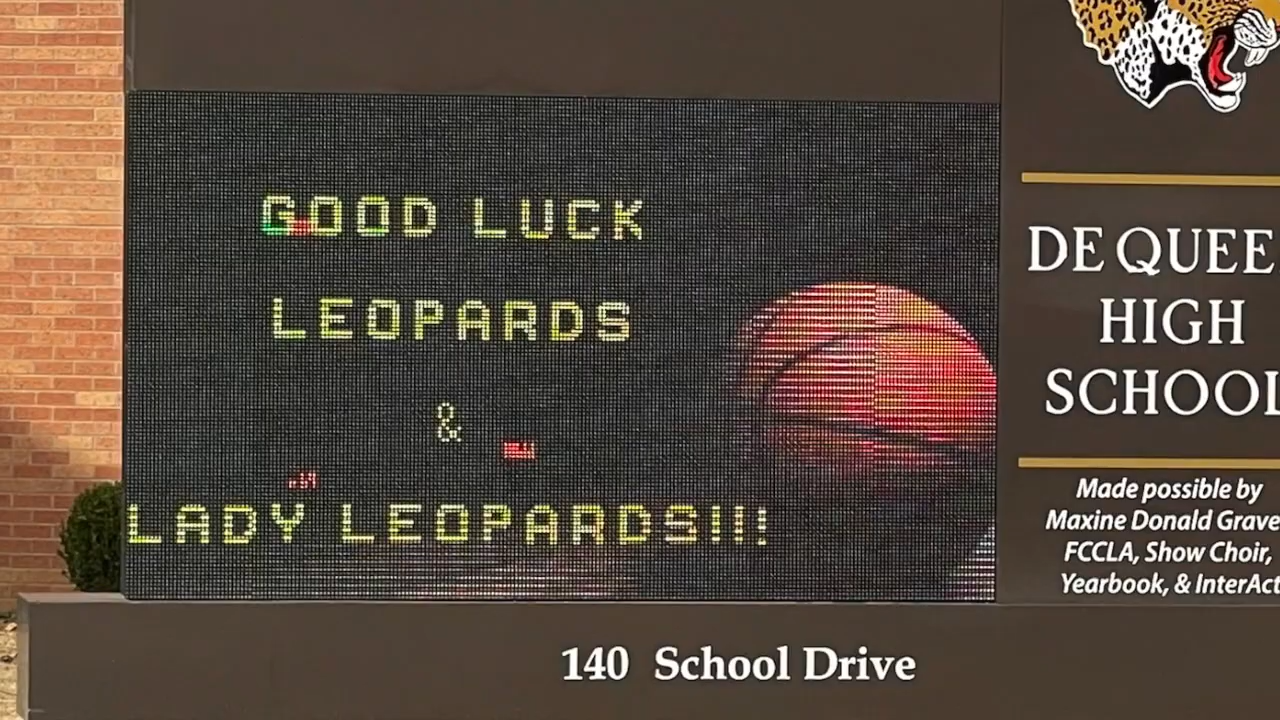 GOOD LUCK
LEOPARDS
&
LADY LEOPARDS!!!
DE QUEE
HIGH
SCHOOL
Made possible by
Maxine Donald Grave
FCCLA, Show Choir,
Yearbook, & InterAct
140 School Drive